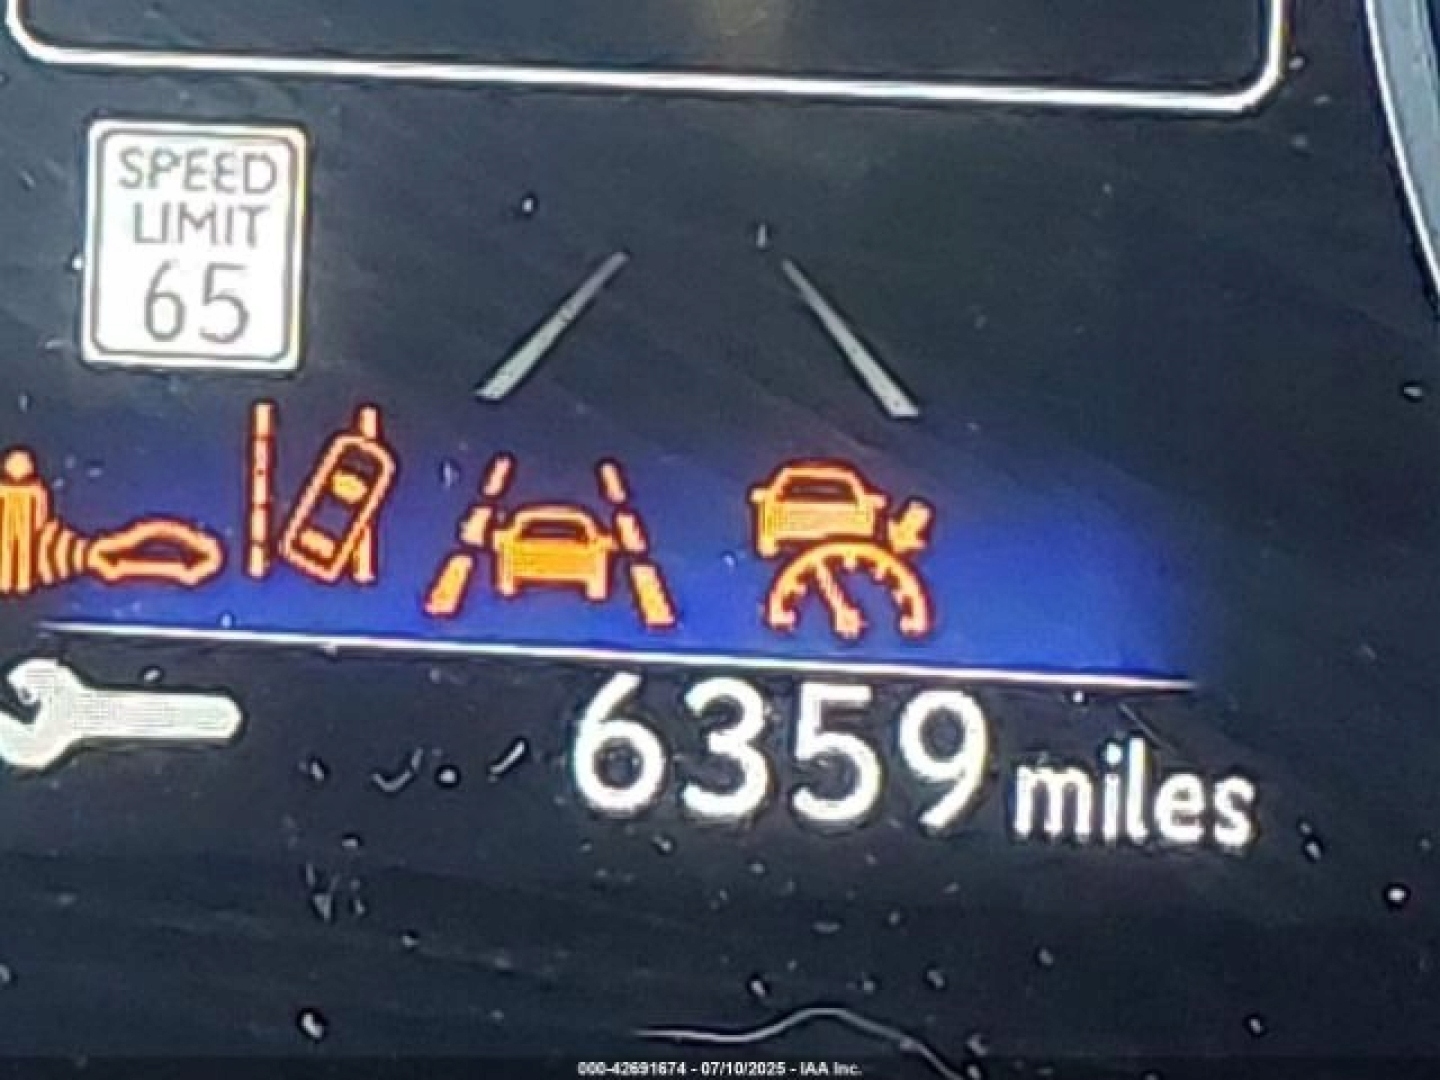 SPEED
LIMIT
65
6359 miles
000-42691674 - 07/10/2025 - IAA Inc.